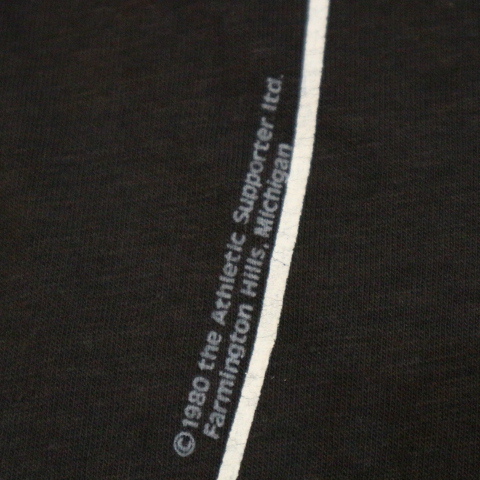 ©1980 the Athletic Supporter ltd.
Farmington Hills, Michigan